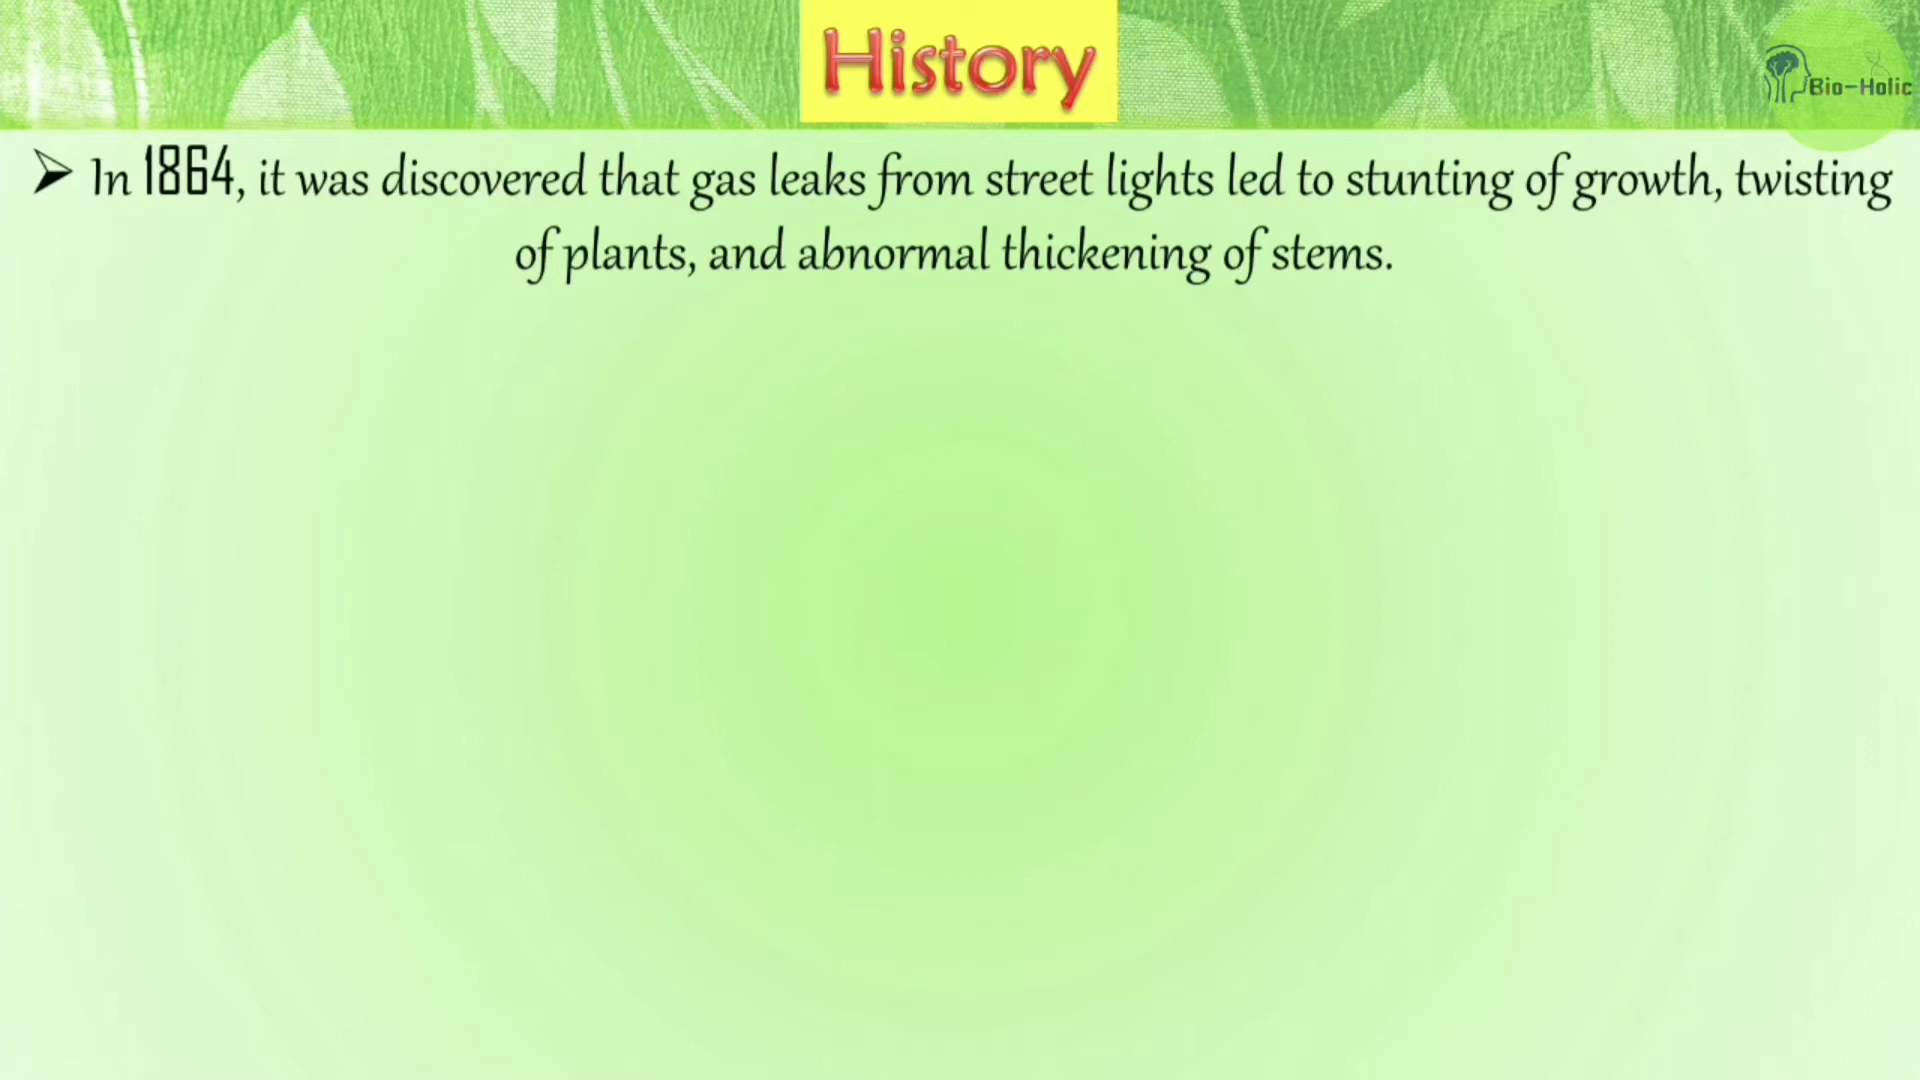 History
Bio-Holic
➢ In 1864, it was discovered that gas leaks from street lights led to stunting of growth, twisting
of plants, and abnormal thickening of stems.